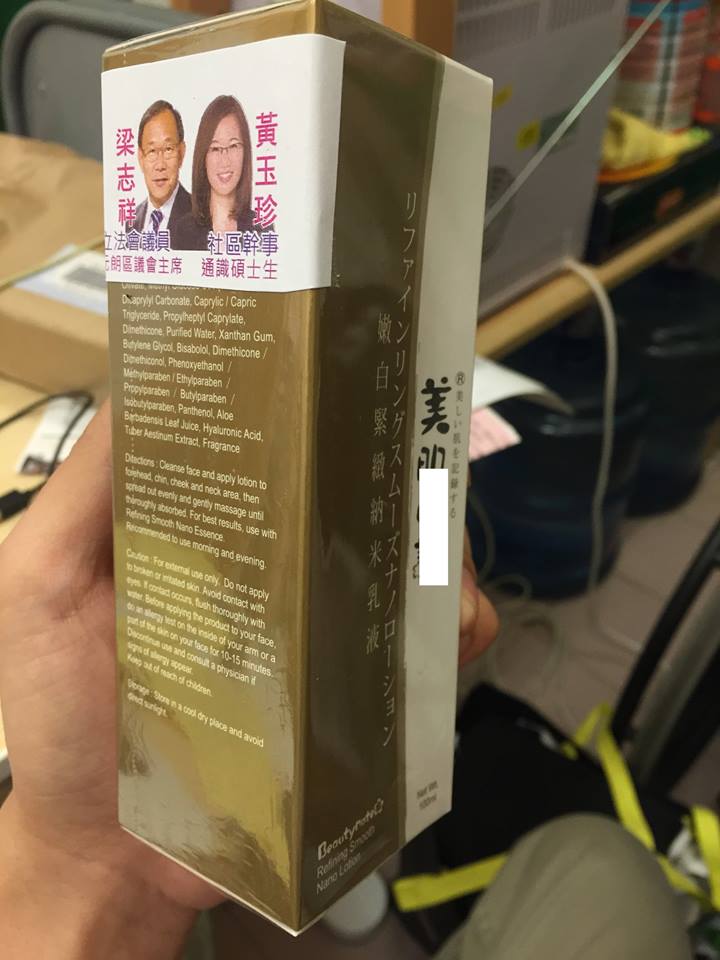 梁志祥
黃玉珍
立法會議員
元朗區議會主席
社區幹事
通識碩士生
Dicaprylyl Carbonate, Caprylic / Capric
Triglyceride, Propylheptyl Caprylate,
Dimethicone, Purified Water, Xanthan Gum,
Butylene Glycol, Bisabolol, Dimethicone /
Dimethiconol, Phenoxyethanol /
Methylparaben / Ethylparaben /
Propylparaben / Butylparaben /
Isobutylparaben, Panthenol, Aloe
Barbadensis Leaf Juice, Hyaluronic Acid,
Tuber Aestinum Extract, Fragrance
Directions : Cleanse face and apply lotion to
forehead, chin, cheek and neck area, then
spread out evenly and gently massage until
thoroughly absorbed. For best results, use with
Refining Smooth Nano Essence.
Recommended to use morning and evening.
Caution : For external use only. Do not apply
to broken or irritated skin. Avoid contact with
eyes. If contact occurs, flush thoroughly with
water. Before applying the product to your face,
do an allergy test on the inside of your arm or a
part of the skin on your face for 10-15 minutes.
Discontinue use and consult a physician if
signs of allergy appear.
Keep out of reach of children.
Storage : Store in a cool dry place and avoid
direct sunlight.
リファインリングスムーズナノローション
嫩白緊緻納米乳液
BeautyMate
Refining Smooth
Nano Lotion
美肌
®美しい肌を記録する
Net Wt.
100ml